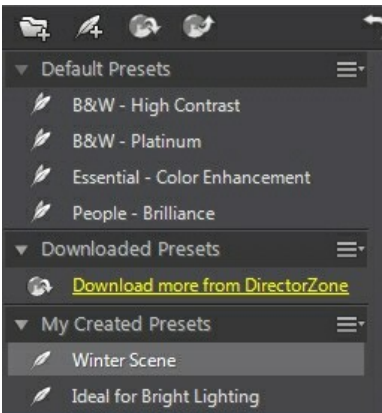 Default Presets
B&W - High Contrast
B&W - Platinum
Essential - Color Enhancement
People - Brilliance
Downloaded Presets
Download more from DirectorZone
My Created Presets
Winter Scene
Ideal for Bright Lighting